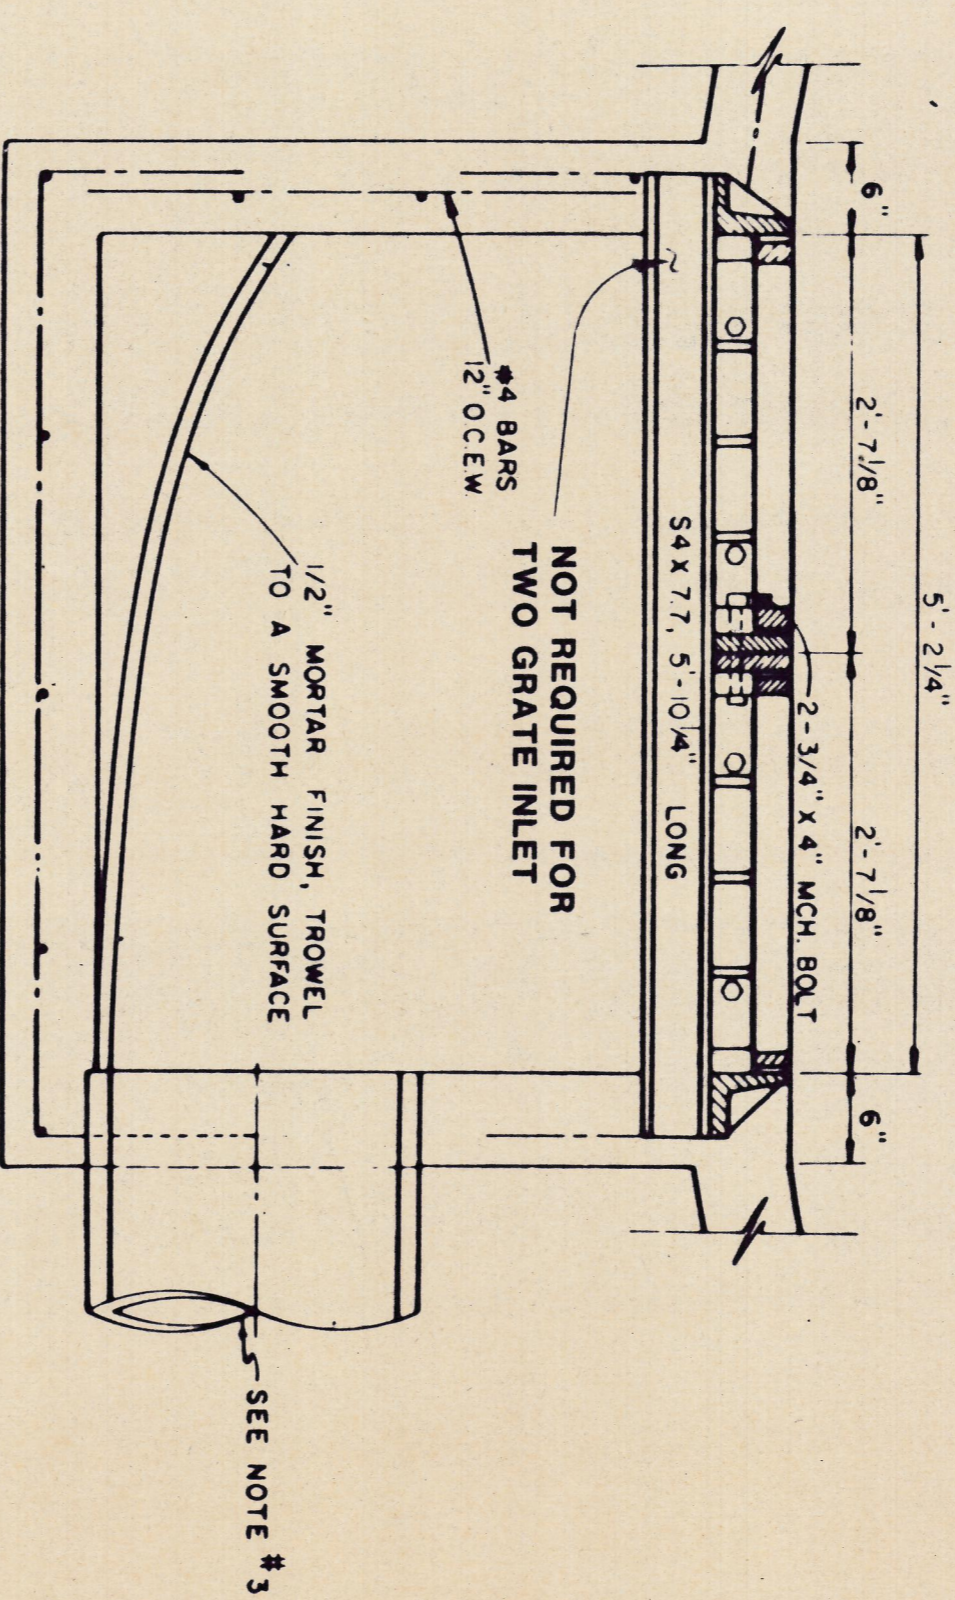 5'- 2 1/4"
6"
2'- 7 1/8"
2'- 7 1/8"
6"
2 - 3/4" X 4" MCH. BOLT
S4 X 7.7, 5'- 10 1/4" LONG
NOT REQUIRED FOR
TWO GRATE INLET
#4 BARS
12" O.C.E.W.
1/2" MORTAR FINISH, TROWEL
TO A SMOOTH HARD SURFACE
SEE NOTE #3